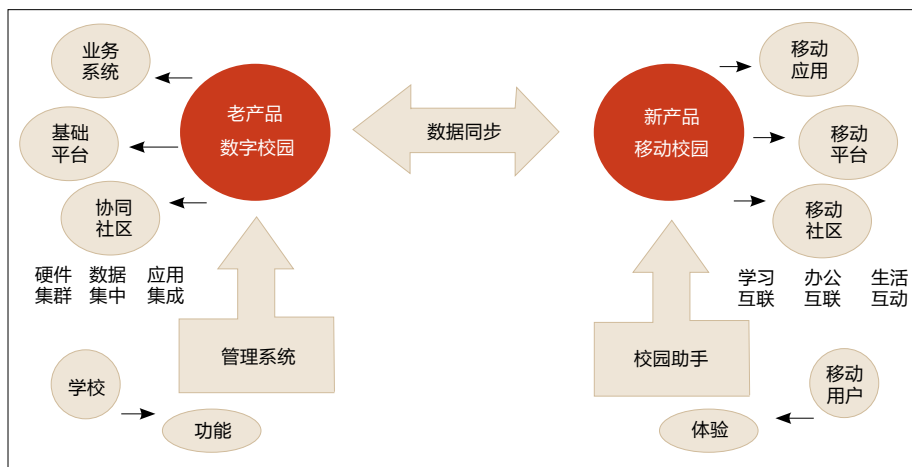 业务
系统
基础
平台
协同
社区
硬件
集群
数据
集中
应用
集成
老产品
数字校园
管理系统
学校
功能
数据同步
新产品
移动校园
移动
应用
移动
平台
移动
社区
学习
互联
办公
互联
生活
互动
校园助手
移动
用户
体验